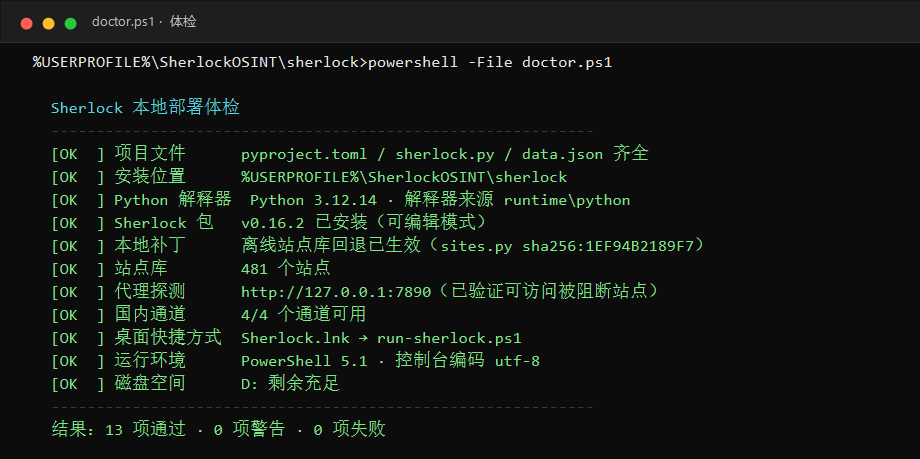 doctor.ps1 · 体检
%USERPROFILE%\SherlockOSINT\sherlock>powershell -File doctor.ps1
Sherlock 本地部署体检
------------------------------------------------------------
[OK  ] 项目文件      pyproject.toml / sherlock.py / data.json 齐全
[OK  ] 安装位置      %USERPROFILE%\SherlockOSINT\sherlock
[OK  ] Python 解释器  Python 3.12.14 · 解释器来源 runtime\python
[OK  ] Sherlock 包   v0.16.2 已安装（可编辑模式）
[OK  ] 本地补丁      离线站点库回退已生效（sites.py sha256:1EF94B2189F7）
[OK  ] 站点库        481 个站点
[OK  ] 代理探测      http://127.0.0.1:7890（已验证可访问被阻断站点）
[OK  ] 国内通道      4/4 个通道可用
[OK  ] 桌面快捷方式  Sherlock.lnk → run-sherlock.ps1
[OK  ] 运行环境      PowerShell 5.1 · 控制台编码 utf-8
[OK  ] 磁盘空间      D: 剩余充足
------------------------------------------------------------
结果: 13 项通过 · 0 项警告 · 0 项失败